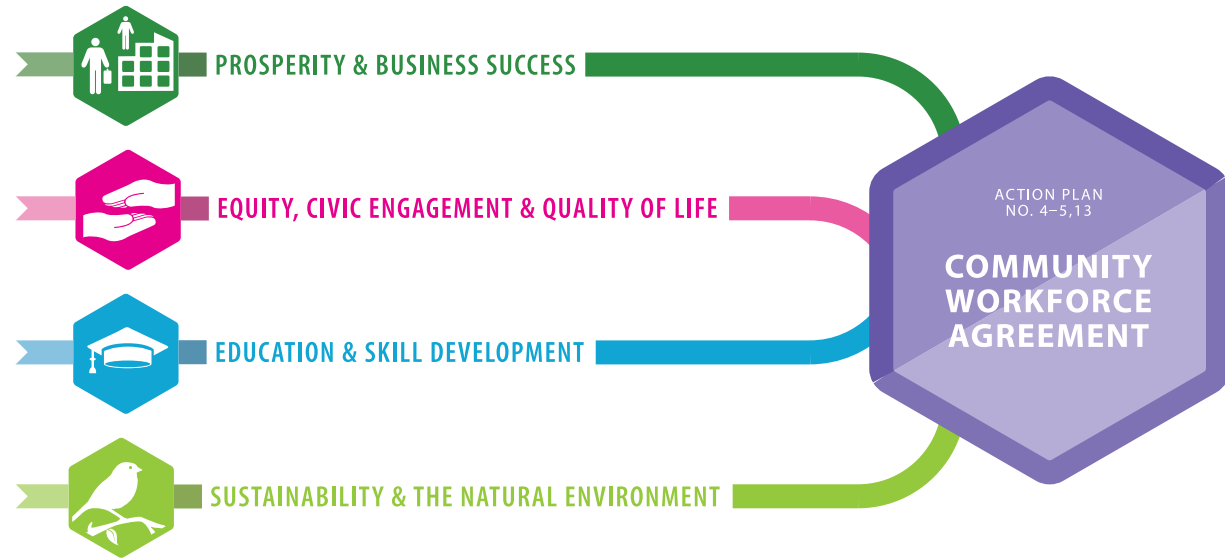 PROSPERITY & BUSINESS SUCCESS
EQUITY, CIVIC ENGAGEMENT & QUALITY OF LIFE
EDUCATION & SKILL DEVELOPMENT
SUSTAINABILITY & THE NATURAL ENVIRONMENT
ACTION PLAN
NO. 4–5,13
COMMUNITY
WORKFORCE
AGREEMENT